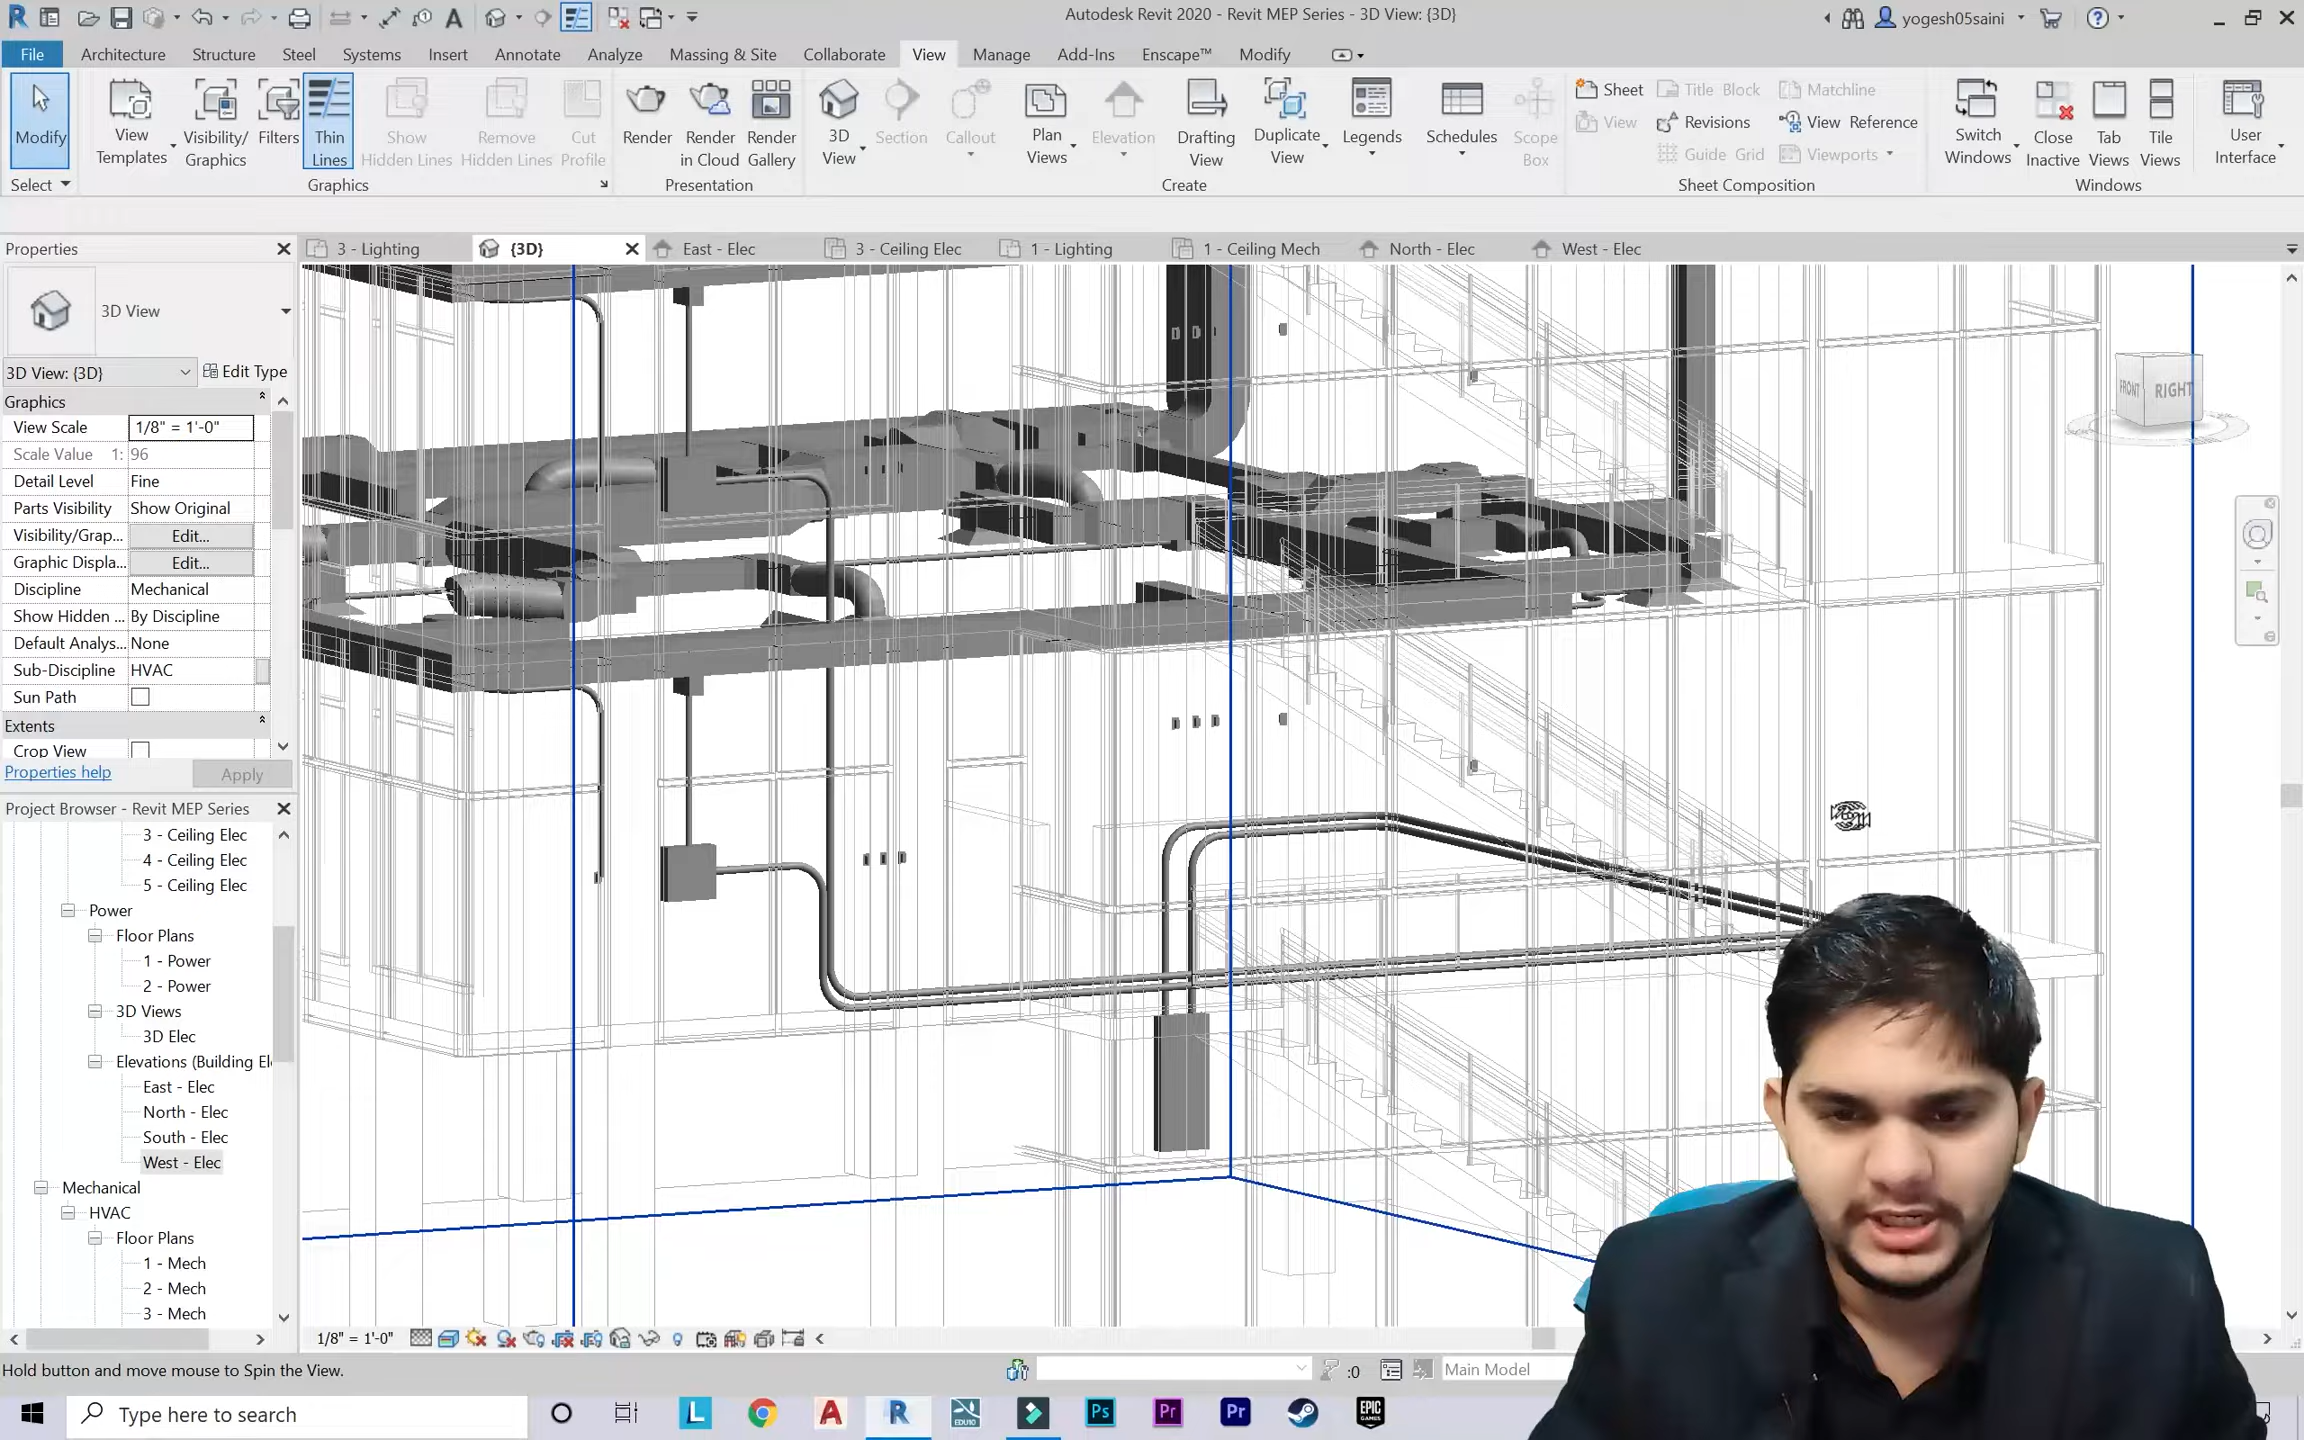 Autodesk Revit 2020 - Revit MEP Series - 3D View: {3D}
yogesh05saini
File Architecture Structure Steel Systems Insert Annotate Analyze Massing & Site Collaborate View Manage Add-Ins Enscape™ Modify
Modify
View Templates
Visibility/ Graphics
Filters
Thin Lines
Show Hidden Lines
Remove Hidden Lines
Cut Profile
Render
Render in Cloud
Render Gallery
3D View
Section
Callout
Plan Views
Elevation
Drafting View
Duplicate View
Legends
Schedules
Scope Box
Sheet
Title Block
Matchline
View
Revisions
View Reference
Guide Grid
Viewports
Switch Windows
Close Inactive
Tab Views
Tile Views
User Interface
Select
Graphics
Presentation
Create
Sheet Composition
Windows
Properties
3 - Lighting
{3D}
East - Elec
3 - Ceiling Elec
1 - Lighting
1 - Ceiling Mech
North - Elec
West - Elec
3D View
3D View: {3D}
Edit Type
Graphics
View Scale 1/8" = 1'-0"
Scale Value 1: 96
Detail Level Fine
Parts Visibility Show Original
Visibility/Grap... Edit...
Graphic Displa... Edit...
Discipline Mechanical
Show Hidden ... By Discipline
Default Analys... None
Sub-Discipline HVAC
Sun Path
Extents
Crop View
Properties help
Apply
FRONT
RIGHT
Project Browser - Revit MEP Series
3 - Ceiling Elec
4 - Ceiling Elec
5 - Ceiling Elec
Power
Floor Plans
1 - Power
2 - Power
3D Views
3D Elec
Elevations (Building El
East - Elec
North - Elec
South - Elec
West - Elec
Mechanical
HVAC
Floor Plans
1 - Mech
2 - Mech
3 - Mech
1/8" = 1'-0"
Hold button and move mouse to Spin the View.
:0
Main Model
Type here to search
L
A
R
EDU10
Ps
Pr
Pr
EPIC GAMES